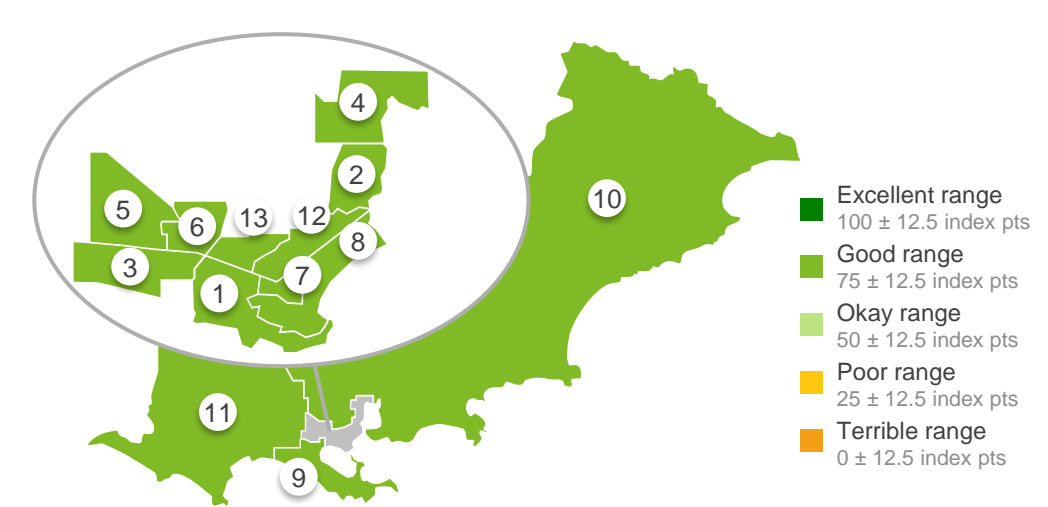 4
2
5
6
13
12
8
3
7
1
10
11
9
Excellent range
100 ± 12.5 index pts
Good range
75 ± 12.5 index pts
Okay range
50 ± 12.5 index pts
Poor range
25 ± 12.5 index pts
Terrible range
0 ± 12.5 index pts